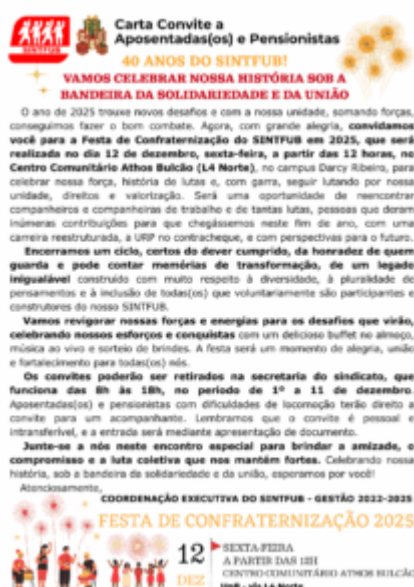 SINTFUB
Carta Convite a
Aposentadas(os) e Pensionistas
40 ANOS DO SINTFUB!
VAMOS CELEBRAR NOSSA HISTÓRIA SOB A
BANDEIRA DA SOLIDARIEDADE E DA UNIÃO
O ano de 2025 trouxe novos desafios e com a nossa unidade, somando forças,
conseguimos fazer o bom combate. Agora, com grande alegria, convidamos
você para a Festa de Confraternização do SINTFUB em 2025, que será
realizada no dia 12 de dezembro, sexta-feira, a partir das 12 horas, no
Centro Comunitário Athos Bulcão (L4 Norte), no campus Darcy Ribeiro, para
celebrar nossa força, história de lutas e, com garra, seguir lutando por nossa
unidade, direitos e valorização. Será uma oportunidade de reencontrar
companheiros e companheiras de trabalho e de tantas lutas, pessoas que deram
inúmeras contribuições para que chegássemos neste fim de ano, com uma
carreira reestruturada, a URP no contracheque, e com perspectivas para o futuro.
Encerramos um ciclo, certos do dever cumprido, da honradez de quem
guarda e pode contar memórias de transformação, de um legado
inigualável construído com muito respeito à diversidade, à pluralidade de
pensamentos e à inclusão de todas(os) que voluntariamente são participantes e
construtores do nosso SINTFUB.
Vamos revigorar nossas forças e energias para os desafios que virão,
celebrando nossos esforços e conquistas com um delicioso buffet no almoço,
música ao vivo e sorteio de brindes. A festa será um momento de alegria, união
e fortalecimento para todas(os) nós.
Os convites poderão ser retirados na secretaria do sindicato, que
funciona das 8h às 18h, no período de 1º a 11 de dezembro.
Aposentadas(os) e pensionistas com dificuldades de locomoção terão direito a
convite para um acompanhante. Lembramos que o convite é pessoal e
intransferível, e a entrada será mediante apresentação de documento.
Junte-se a nós neste encontro especial para brindar a amizade, o
compromisso e a luta coletiva que nos mantém fortes. Celebrando nossa
história, sob a bandeira da solidariedade e da união, esperamos por você!
Atenciosamente,
COORDENAÇÃO EXECUTIVA DO SINTFUB - GESTÃO 2022-2025
FESTA DE CONFRATERNIZAÇÃO 2025
12
DEZ
SEXTA-FEIRA
A PARTIR DAS 12H
CENTRO COMUNITÁRIO ATHOS BULCÃO
UnB - via L4 Norte